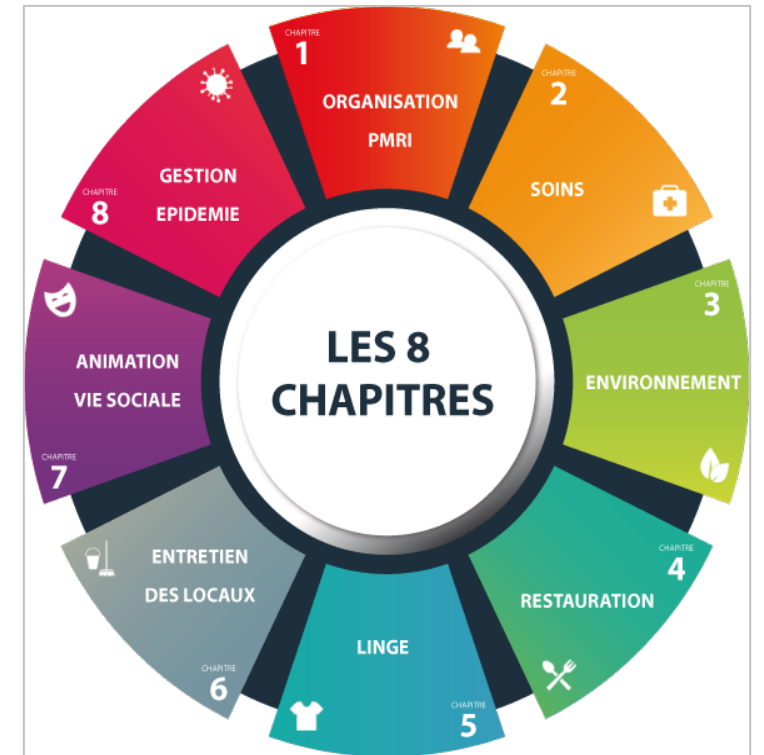 LES 8
CHAPITRES
CHAPITRE
1
ORGANISATION
PMRI
CHAPITRE
2
SOINS
CHAPITRE
3
ENVIRONNEMENT
CHAPITRE
4
RESTAURATION
LINGE
CHAPITRE
5
ENTRETIEN
DES LOCAUX
CHAPITRE
6
ANIMATION
VIE SOCIALE
CHAPITRE
7
GESTION
EPIDEMIE
CHAPITRE
8